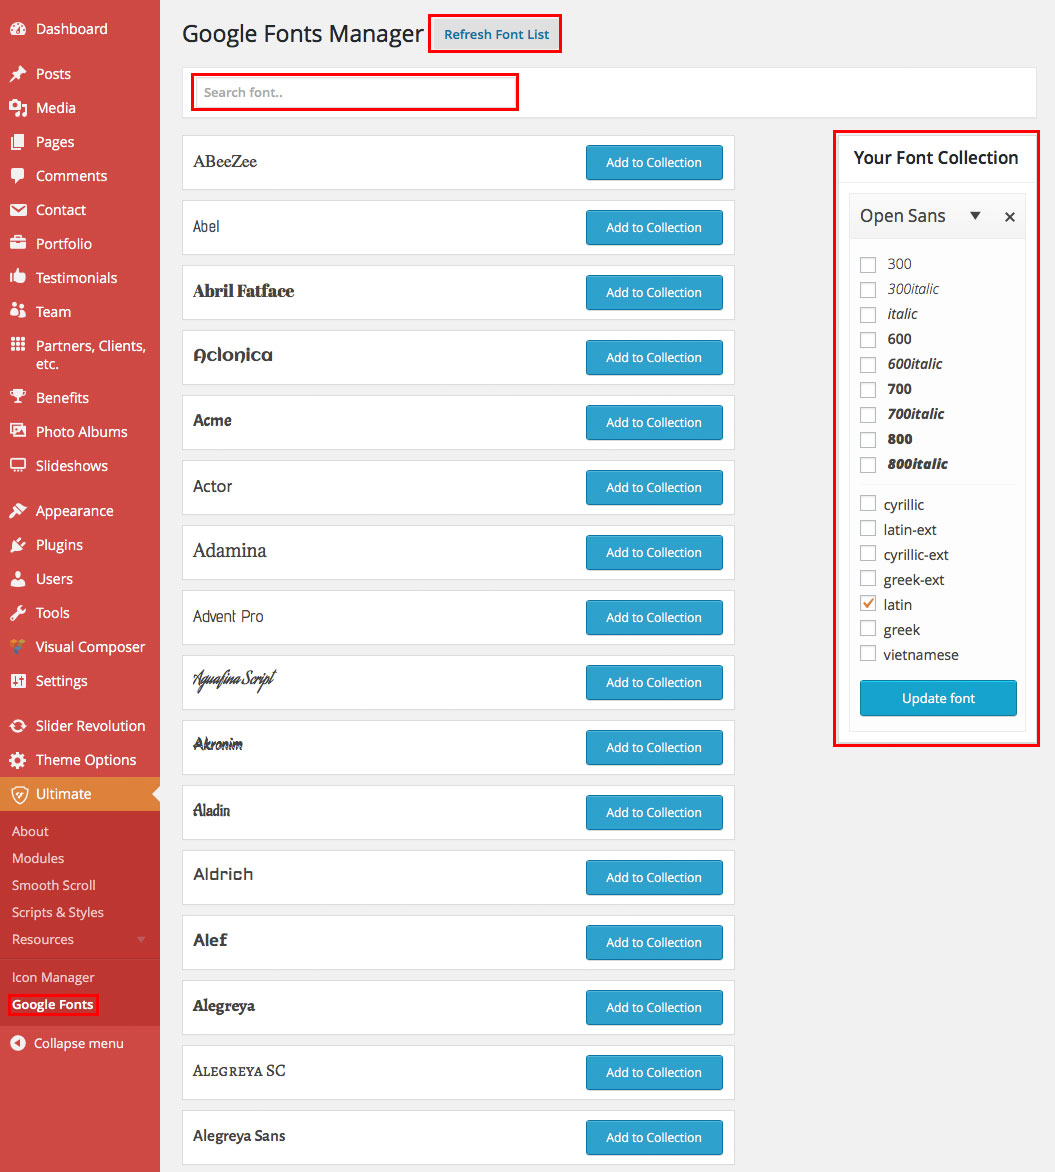 Dashboard
Posts
Media
Pages
Comments
Contact
Portfolio
Testimonials
Team
Partners, Clients,
etc.
Benefits
Photo Albums
Slideshows
Appearance
Plugins
Users
Tools
Visual Composer
Settings
Slider Revolution
Theme Options
Ultimate
About
Modules
Smooth Scroll
Scripts & Styles
Resources
Icon Manager
Google Fonts
Collapse menu
Google Fonts Manager Refresh Font List
Search font..
ABeeZee Add to Collection
Abel Add to Collection
Abril Fatface Add to Collection
Aclonica Add to Collection
Acme Add to Collection
Actor Add to Collection
Adamina Add to Collection
Advent Pro Add to Collection
Aguafina Script Add to Collection
Akronim Add to Collection
Aladin Add to Collection
Aldrich Add to Collection
Alef Add to Collection
Alegreya Add to Collection
Alegreya SC Add to Collection
Alegreya Sans Add to Collection
Your Font Collection
Open Sans
300
300italic
italic
600
600italic
700
700italic
800
800italic
cyrillic
latin-ext
cyrillic-ext
greek-ext
latin
greek
vietnamese
Update font